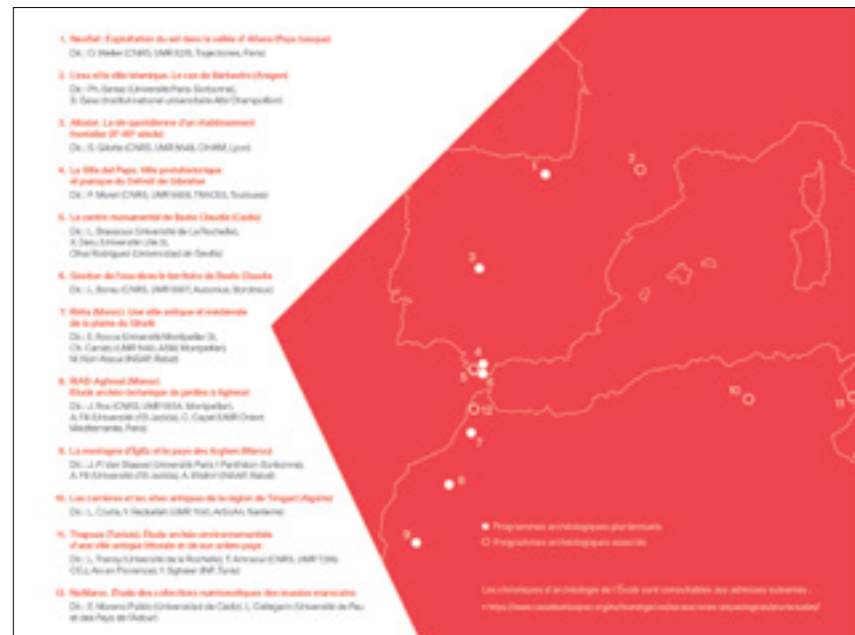 1. NeoSal: Exploitation du sel dans la vallée d'Añana (Pays basque)
Dir.: O. Weller (CNRS, UMR 8215, Trajectoires, Paris)
2. L'eau et la ville islamique. Le cas de Barbastro (Aragon)
Dir.: Ph. Sénac (Université Paris-Sorbonne),
S. Gasc (Institut national universitaire Albi Champollion)
3. Albalat. La vie quotidienne d'un établissement
frontalier (Xe-XIIe siècle)
Dir.: S. Gilotte (CNRS, UMR 5648, CIHAM, Lyon)
4. La Silla del Papa. Ville protohistorique
et punique du Détroit de Gibraltar
Dir.: P. Moret (CNRS, UMR 5608, TRACES, Toulouse)
5. Le centre monumental de Baelo Claudia (Cadix)
Dir.: L. Brassous (Université de La Rochelle),
X. Deru (Université Lille 3),
Oliva Rodríguez (Universidad de Sevilla)
6. Gestion de l'eau dans le territoire de Baelo Claudia
Dir.: L. Borau (CNRS, UMR 5607, Ausonius, Bordeaux)
7. Rirha (Maroc). Une ville antique et médiévale
de la plaine du Gharb
Dir.: E. Rocca (Université Montpellier 3),
Ch. Carrato (UMR 5140, ASM, Montpellier),
M. Kbiri Alaoui (INSAP, Rabat)
8. RIAD-Aghmat (Maroc).
Étude archéo-botanique de jardins à Aghmat
Dir.: J. Ros (CNRS, UMR 5554, Montpellier),
A. Fili (Université d'El-Jadida), C. Capel (UMR Orient
Méditerranée, Paris)
9. La montagne d'Îgîlîz et le pays des Arghen (Maroc)
Dir.: J.-P. Van Staëvel (Université Paris 1 Panthéon-Sorbonne),
A. Fili (Université d'El-Jadida), A. Ettahiri (INSAP, Rabat)
10. Les carrières et les sites antiques de la région de Timgad (Algérie)
Dir.: L. Costa, Y. Rezkallah (UMR 7041, ArScAn, Nanterre)
11. Thapsus (Tunisie). Étude archéo-environnementale
d'une ville antique littorale et de son arrière pays
Dir.: L. Tranoy (Université de la Rochelle), T. Amraoui (CNRS, UMR 7299,
CCJ, Aix en Provence), Y. Sghaier (INP, Tunis)
12. NuMaroc. Étude des collections numismatiques des musées marocains
Dir.: E. Moreno Pulido (Universidad de Cádiz), L. Callegarin (Université de Pau
et des Pays de l'Adour)
1
2
3
4
5
6
12
7
8
9
10
11
Programmes archéologiques pluriannuels
Programmes archéologiques associés
Les chroniques d'archéologie de l'École sont consultables aux adresses suivantes :